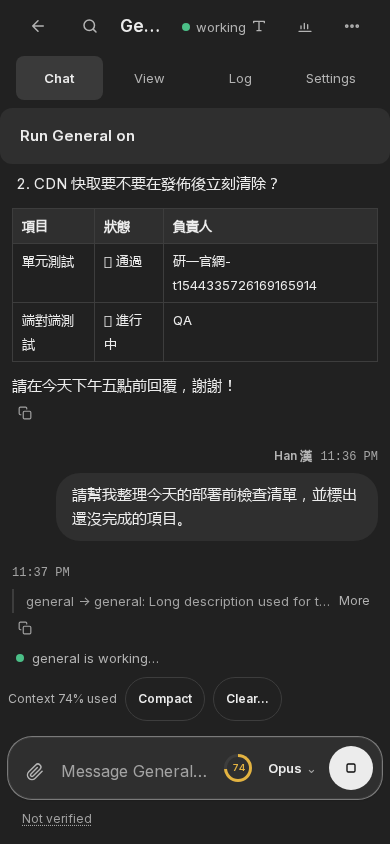 Ge...
working
Chat
View
Log
Settings
Run General on
2. CDN 快取要不要在發佈後立刻清除？
項目 狀態 負責人
單元測試 通過 研一官網-
t1544335726169165914
端對端測 進行 QA
試 中
請在今天下午五點前回覆，謝謝！
Han 漢 11:36 PM
請幫我整理今天的部署前檢查清單，並標出
還沒完成的項目。
11:37 PM
general → general: Long description used for t... More
general is working...
Context 74% used Compact Clear...
Message General... 74 Opus
Not verified